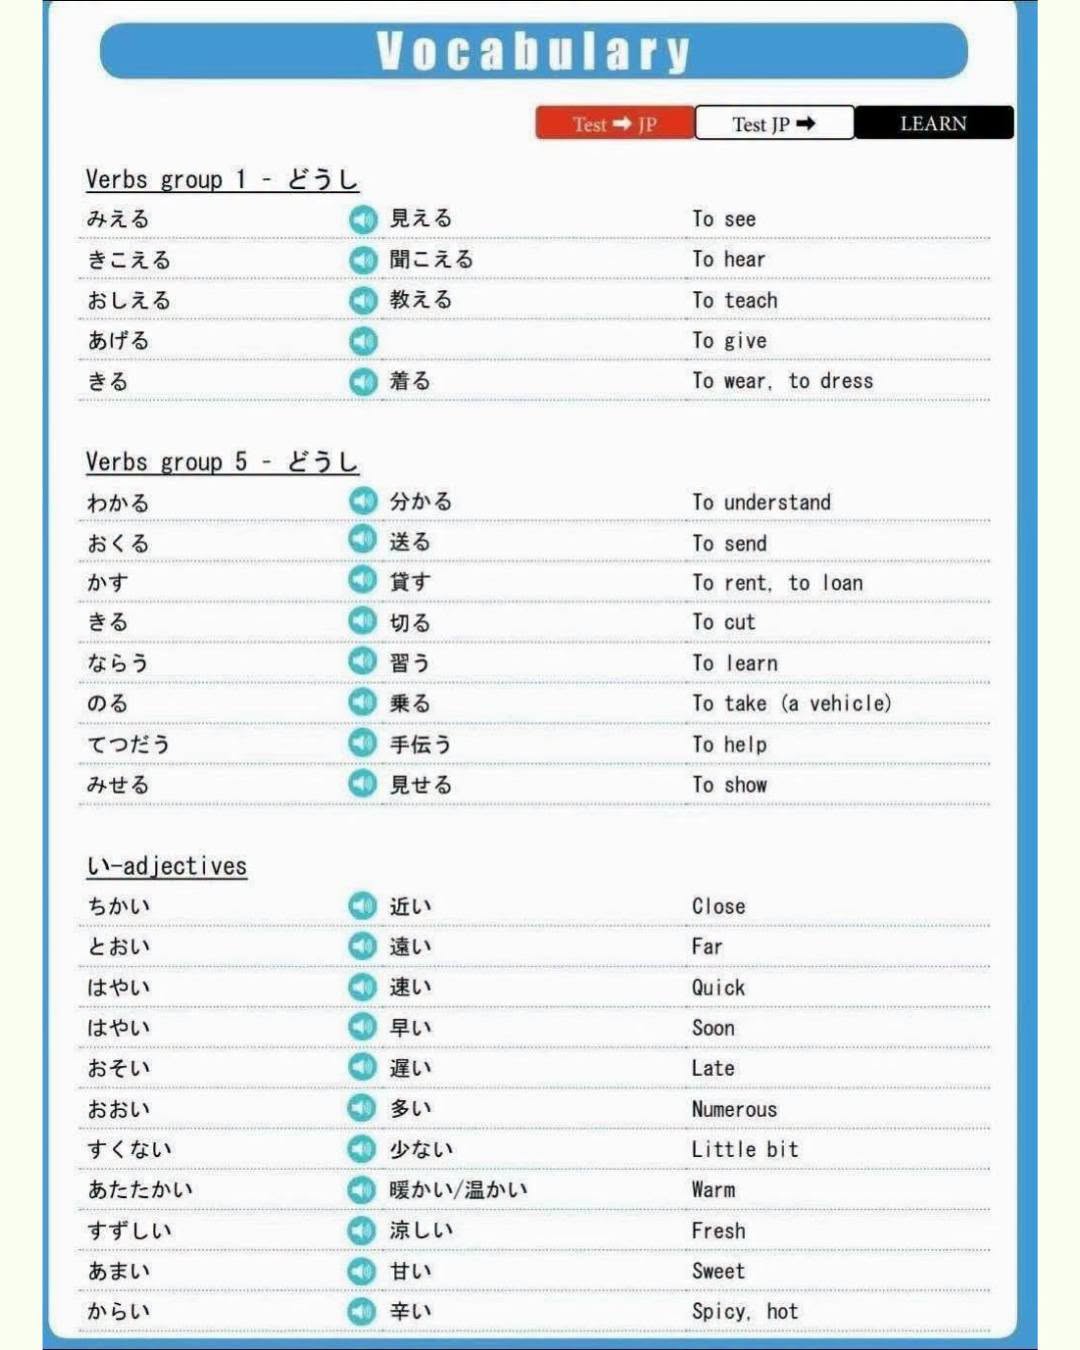 Vocabulary
Test ➡ JP Test JP ➡ LEARN
Verbs group 1 - どうし
みえる 見える To see
きこえる 聞こえる To hear
おしえる 教える To teach
あげる To give
きる 着る To wear, to dress
Verbs group 5 - どうし
わかる 分かる To understand
おくる 送る To send
かす 貸す To rent, to loan
きる 切る To cut
ならう 習う To learn
のる 乗る To take (a vehicle)
てつだう 手伝う To help
みせる 見せる To show
い-adjectives
ちかい 近い Close
とおい 遠い Far
はやい 速い Quick
はやい 早い Soon
おそい 遅い Late
おおい 多い Numerous
すくない 少ない Little bit
あたたかい 暖かい/温かい Warm
すずしい 涼しい Fresh
あまい 甘い Sweet
からい 辛い Spicy, hot